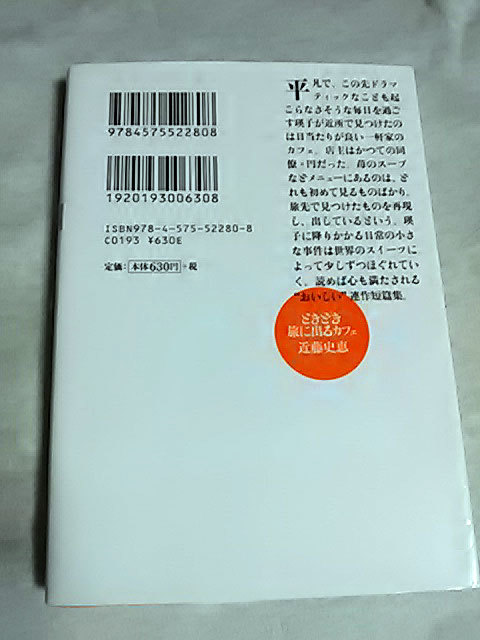 9784575522808
1920193006308
ISBN978-4-575-52280-8
C0193 ¥630E
定価：本体630円+税
平凡で、この先ドラマ
ティックなことも起
こらなさそうな毎日を過ご
す瑛子が近所で見つけたの
は日当たりが良い一軒家の
カフェ。店主はかつての同
僚・円だった。苺のスープ
などメニューにあるのは、ど
れも初めて見るものばかり。
旅先で見つけたものを再現
し、出しているという。瑛
子に降りかかる日常の小さ
な事件は世界のスイーツに
よって少しずつほぐれてい
く。読めば心も満たされる
“おいしい”連作短篇集。
ときどき
旅に出るカフェ
近藤史恵